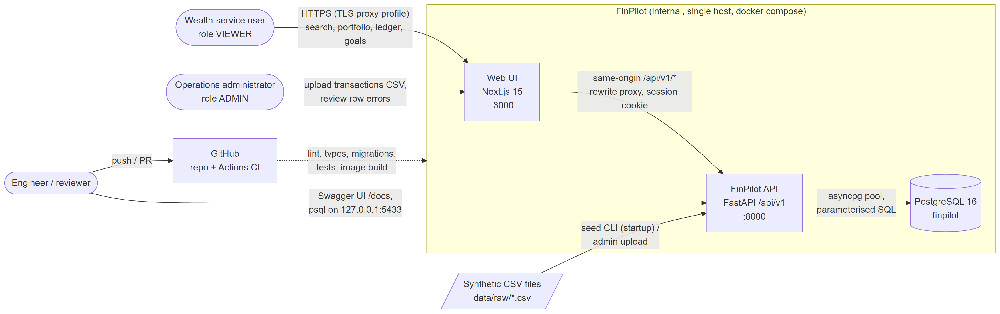 FinPilot (internal, single host, docker compose)
Wealth-service user
role VIEWER
HTTPS (TLS proxy profile)
search, portfolio, ledger,
goals
Operations administrator
role ADMIN
upload transactions CSV,
review row errors
Web UI
Next.js 15
:3000
same-origin /api/v1/*
rewrite proxy, session
cookie
Engineer / reviewer
push / PR
GitHub
repo + Actions CI
lint, types, migrations,
tests, image build
Swagger UI /docs,
psql on 127.0.0.1:5433
FinPilot API
FastAPI /api/v1
:8000
asyncpg pool,
parameterised SQL
PostgreSQL 16
finpilot
seed CLI (startup) /
admin upload
Synthetic CSV files
data/raw/*.csv